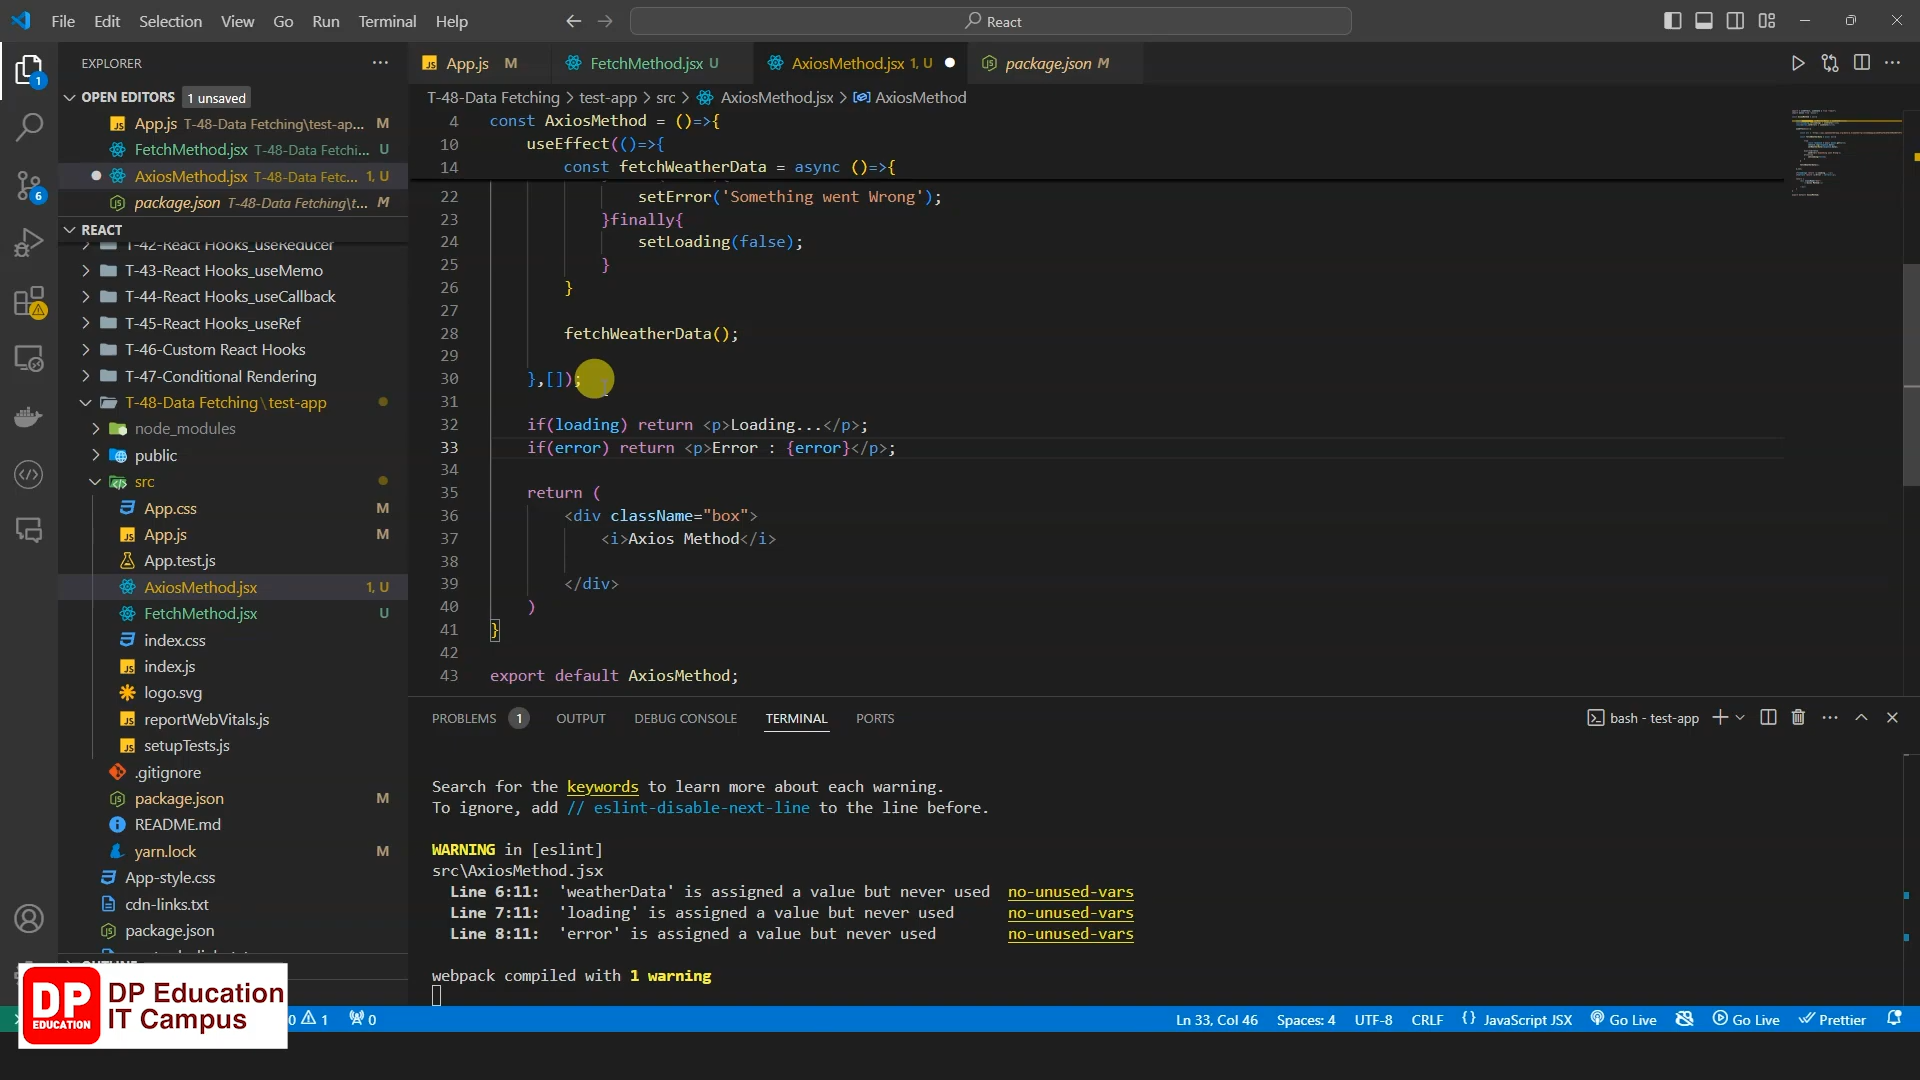 File Edit Selection View Go Run Terminal Help
React
EXPLORER
OPEN EDITORS 1 unsaved
App.js T-48-Data Fetching\test-ap... M
FetchMethod.jsx T-48-Data Fetchi... U
AxiosMethod.jsx T-48-Data Fetc... 1, U
package.json T-48-Data Fetching\t... M
REACT
T-42-React Hooks_useReducer
T-43-React Hooks_useMemo
T-44-React Hooks_useCallback
T-45-React Hooks_useRef
T-46-Custom React Hooks
T-47-Conditional Rendering
T-48-Data Fetching\test-app
node_modules
public
src
App.css M
App.js M
App.test.js
AxiosMethod.jsx 1, U
FetchMethod.jsx U
index.css
index.js
logo.svg
reportWebVitals.js
setupTests.js
.gitignore
package.json M
README.md
yarn.lock M
App-style.css
cdn-links.txt
package.json
App.js M
FetchMethod.jsx U
AxiosMethod.jsx 1, U
package.json M
T-48-Data Fetching > test-app > src > AxiosMethod.jsx > AxiosMethod
4 const AxiosMethod = ()=>{
10 useEffect(()=>{
14 const fetchWeatherData = async ()=>{
22 setError('Something went Wrong');
23 }finally{
24 setLoading(false);
25 }
26 }
27
28 fetchWeatherData();
29
30 },[]);
31
32 if(loading) return <p>Loading...</p>;
33 if(error) return <p>Error : {error}</p>;
34
35 return (
36 <div className="box">
37 <i>Axios Method</i>
38
39 </div>
40 )
41 }
42
43 export default AxiosMethod;
PROBLEMS 1 OUTPUT DEBUG CONSOLE TERMINAL PORTS
bash - test-app
Search for the keywords to learn more about each warning.
To ignore, add // eslint-disable-next-line to the line before.
WARNING in [eslint]
src\AxiosMethod.jsx
Line 6:11: 'weatherData' is assigned a value but never used no-unused-vars
Line 7:11: 'loading' is assigned a value but never used no-unused-vars
Line 8:11: 'error' is assigned a value but never used no-unused-vars
webpack compiled with 1 warning
DP EDUCATION
DP Education
IT Campus
0 1 0
Ln 33, Col 46 Spaces: 4 UTF-8 CRLF {} JavaScript JSX Go Live Go Live Prettier